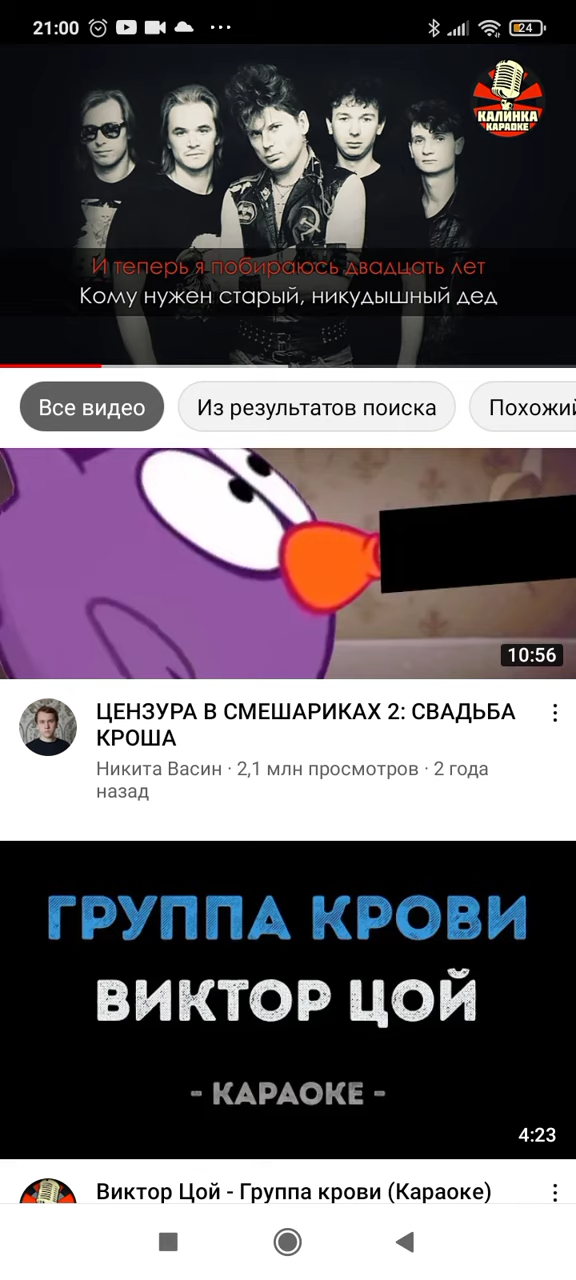 21:00
24
КАЛИНКА
КАРАОКЕ
И теперь я побираюсь двадцать лет
Кому нужен старый, никудышный дед
Все видео
Из результатов поиска
Похожий
10:56
ЦЕНЗУРА В СМЕШАРИКАХ 2: СВАДЬБА
КРОША
Никита Васин · 2,1 млн просмотров · 2 года
назад
ГРУППА КРОВИ
ВИКТОР ЦОЙ
- КАРАОКЕ -
4:23
Виктор Цой - Группа крови (Караоке)